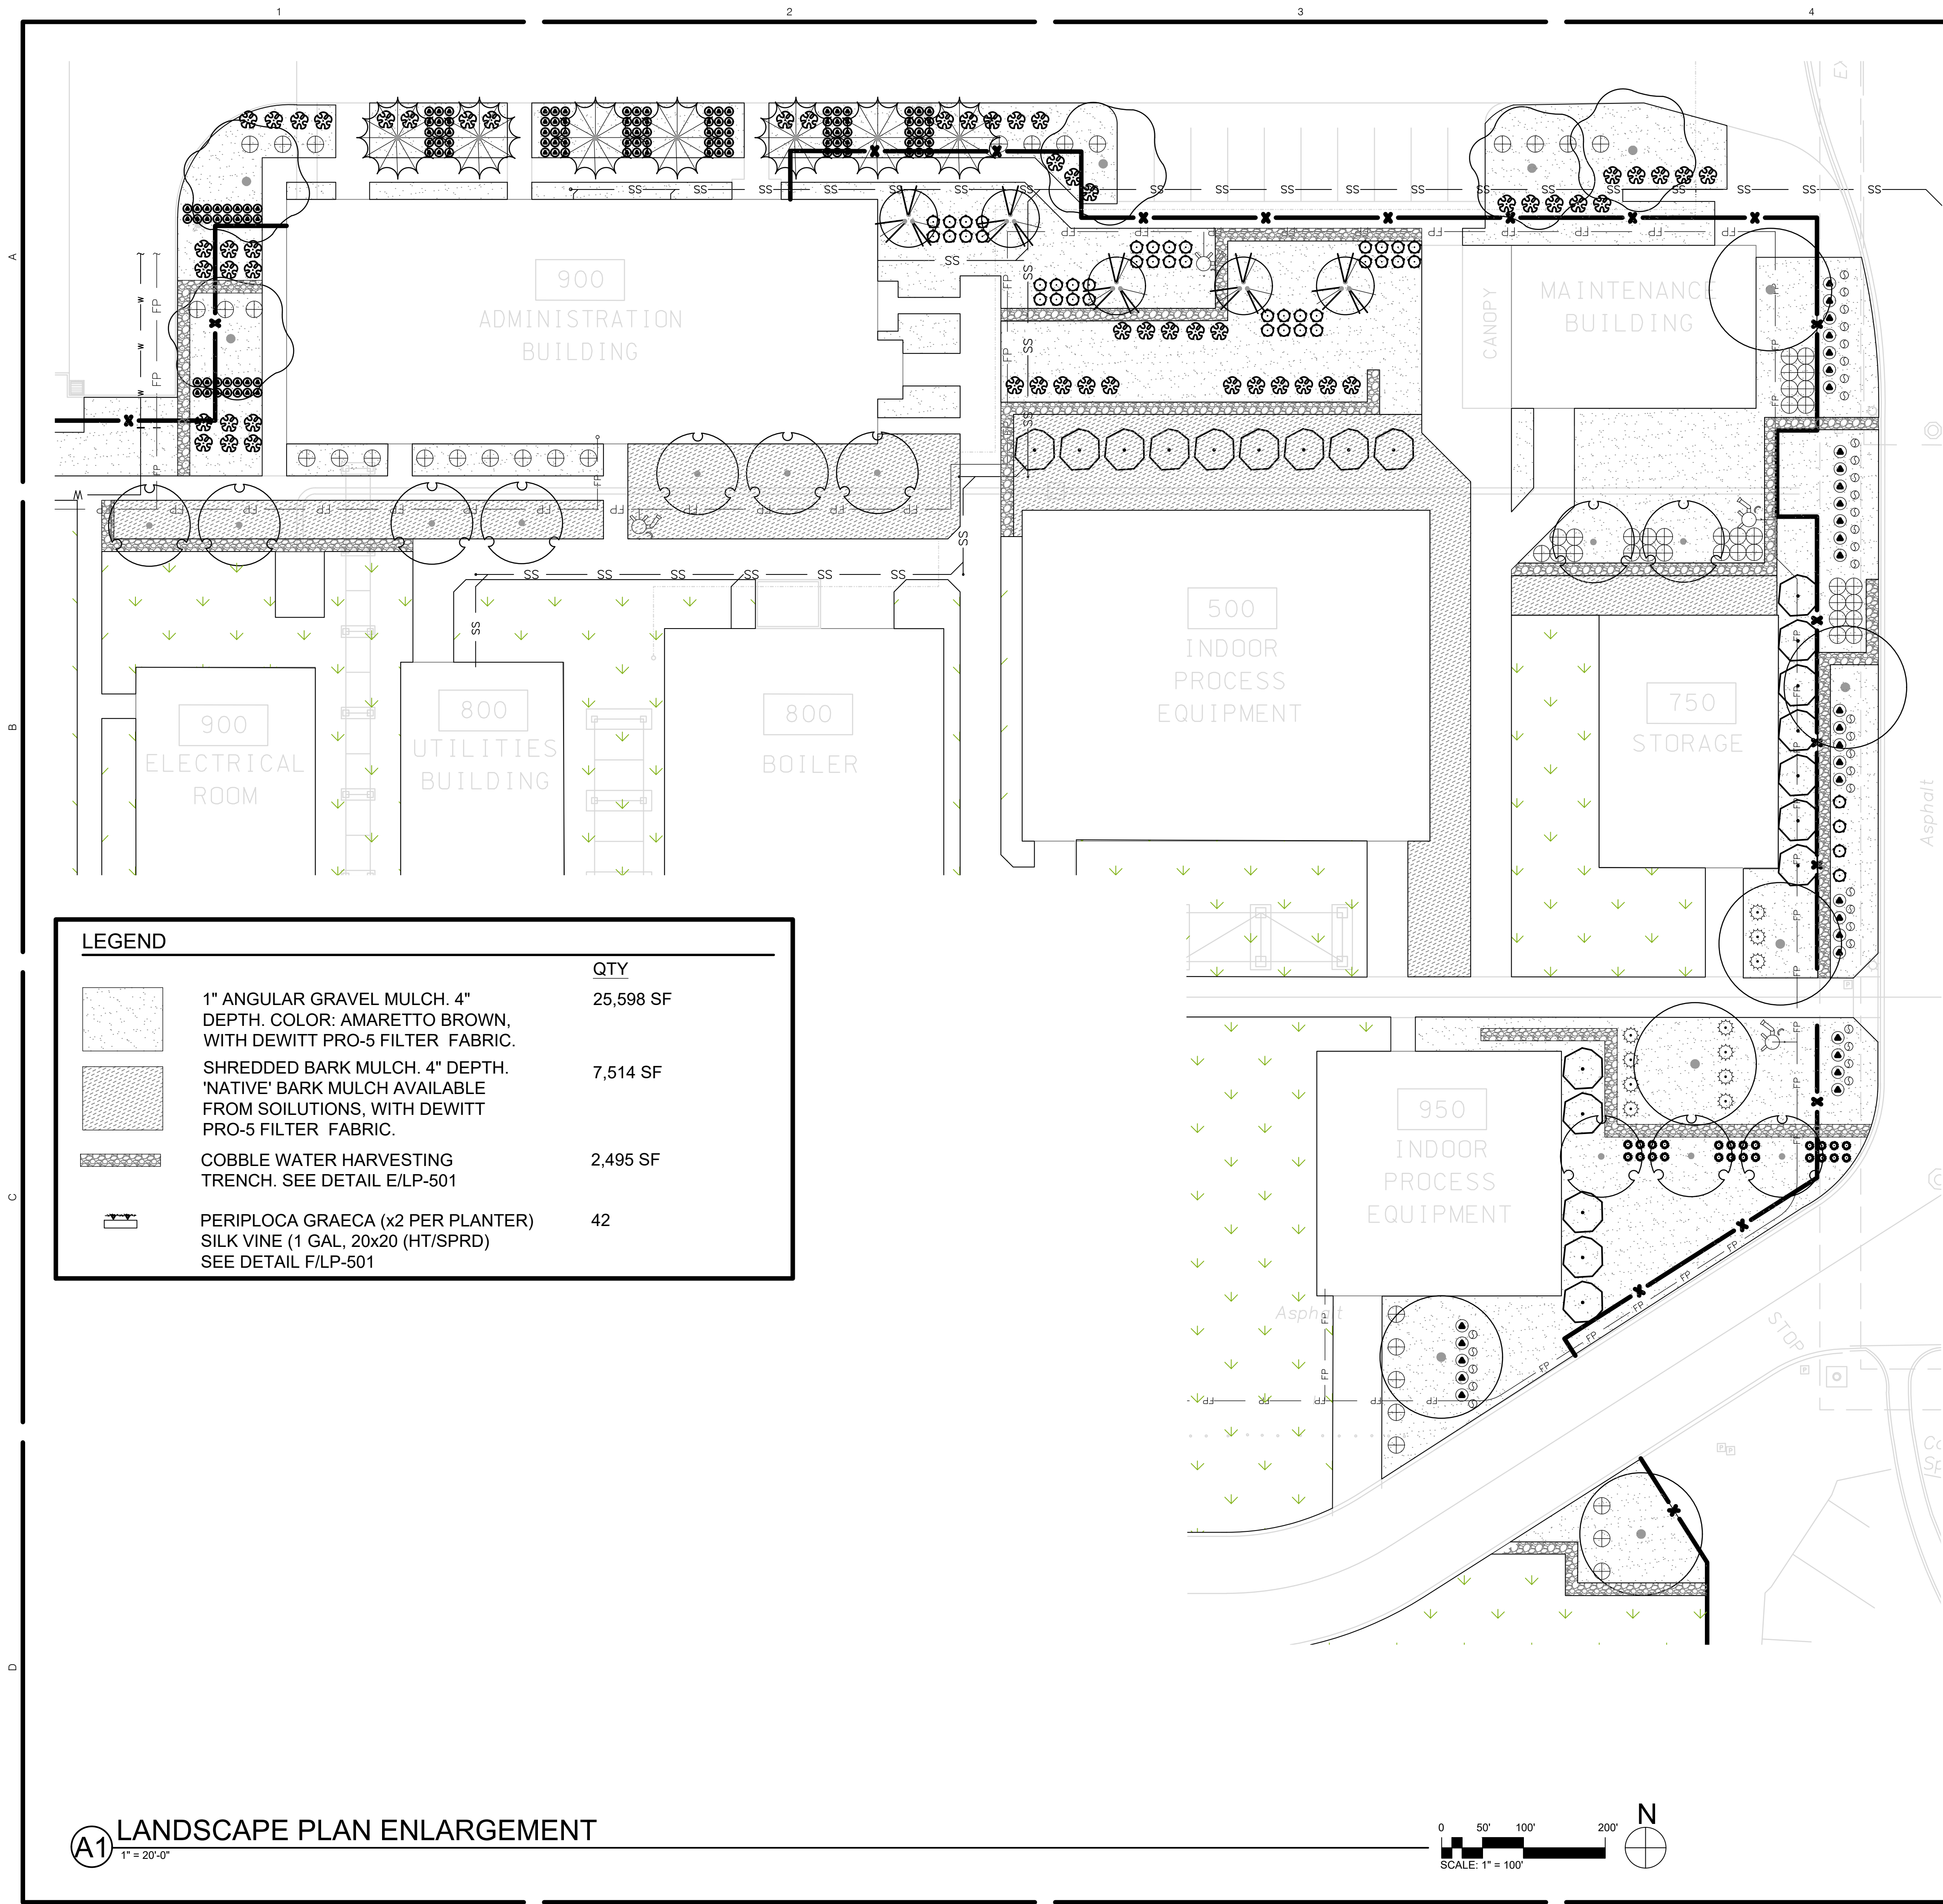 1
2
3
4
A
B
C
D
EX
900
ADMINISTRATION
BUILDING
CANOPY
MAINTENANCE
BUILDING
500
INDOOR
PROCESS
EQUIPMENT
900
ELECTRICAL
ROOM
800
UTILITIES
BUILDING
800
BOILER
750
STORAGE
Asphalt
950
INDOOR
PROCESS
EQUIPMENT
Asphalt
STOP
LEGEND
QTY
1" ANGULAR GRAVEL MULCH. 4"
DEPTH. COLOR: AMARETTO BROWN,
WITH DEWITT PRO-5 FILTER FABRIC.
25,598 SF
SHREDDED BARK MULCH. 4" DEPTH.
'NATIVE' BARK MULCH AVAILABLE
FROM SOILUTIONS, WITH DEWITT
PRO-5 FILTER FABRIC.
7,514 SF
COBBLE WATER HARVESTING
TRENCH. SEE DETAIL E/LP-501
2,495 SF
PERIPLOCA GRAECA (x2 PER PLANTER)
SILK VINE (1 GAL, 20x20 (HT/SPRD)
SEE DETAIL F/LP-501
42
A1
LANDSCAPE PLAN ENLARGEMENT
1" = 20'-0"
0 50' 100' 200'
SCALE: 1" = 100'
N